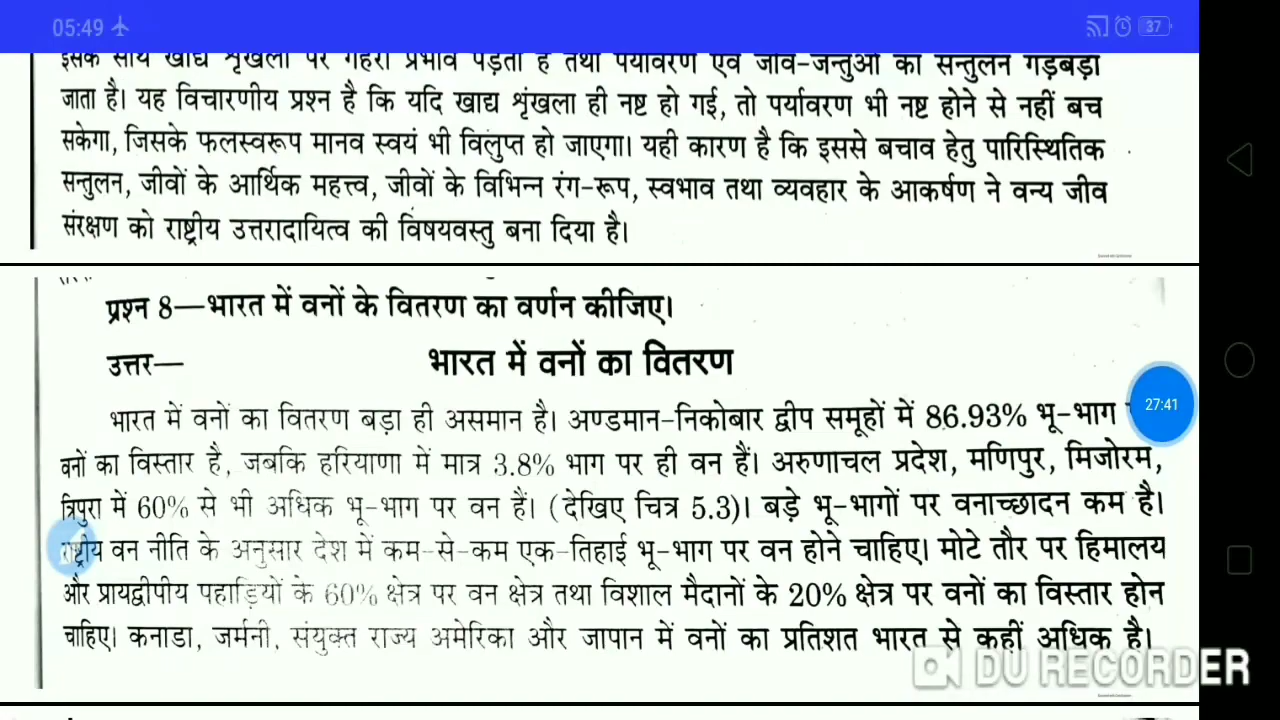 05:49
37
इसके साथ खाद्य शृंखला पर गहरा प्रभाव पड़ता है तथा पर्यावरण एवं जीव-जन्तुओं का सन्तुलन गड़बड़ा
जाता है। यह विचारणीय प्रश्न है कि यदि खाद्य शृंखला ही नष्ट हो गई, तो पर्यावरण भी नष्ट होने से नहीं बच
सकेगा, जिसके फलस्वरूप मानव स्वयं भी विलुप्त हो जाएगा। यही कारण है कि इससे बचाव हेतु पारिस्थितिक
सन्तुलन, जीवों के आर्थिक महत्त्व, जीवों के विभिन्न रंग-रूप, स्वभाव तथा व्यवहार के आकर्षण ने वन्य जीव
संरक्षण को राष्ट्रीय उत्तरादायित्व की विषयवस्तु बना दिया है।
प्रश्न 8—भारत में वनों के वितरण का वर्णन कीजिए।
उत्तर— भारत में वनों का वितरण
भारत में वनों का वितरण बड़ा ही असमान है। अण्डमान-निकोबार द्वीप समूहों में 86.93% भू-भाग
27:41
वनों का विस्तार है, जबकि हरियाणा में मात्र 3.8% भाग पर ही वन हैं। अरुणाचल प्रदेश, मणिपुर, मिजोरम,
त्रिपुरा में 60% से भी अधिक भू-भाग पर वन हैं। (देखिए चित्र 5.3)। बड़े भू-भागों पर वनाच्छादन कम है।
राष्ट्रीय वन नीति के अनुसार देश में कम-से-कम एक-तिहाई भू-भाग पर वन होने चाहिए। मोटे तौर पर हिमालय
और प्रायद्वीपीय पहाड़ियों के 60% क्षेत्र पर वन क्षेत्र तथा विशाल मैदानों के 20% क्षेत्र पर वनों का विस्तार होन
चाहिए। कनाडा, जर्मनी, संयुक्त राज्य अमेरिका और जापान में वनों का प्रतिशत भारत से कहीं अधिक है।
DU RECORDER